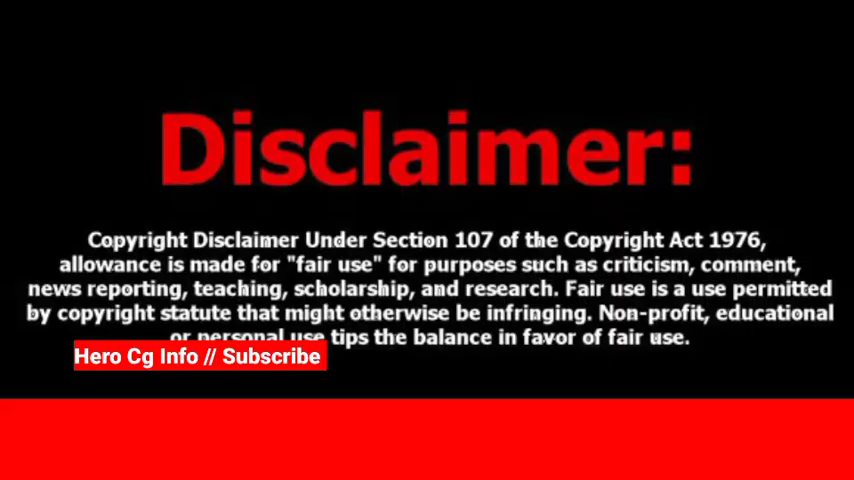 Disclaimer:
Copyright Disclaimer Under Section 107 of the Copyright Act 1976,
allowance is made for "fair use" for purposes such as criticism, comment,
news reporting, teaching, scholarship, and research. Fair use is a use permitted
by copyright statute that might otherwise be infringing. Non-profit, educational
or personal use tips the balance in favor of fair use.
Hero Cg Info // Subscribe